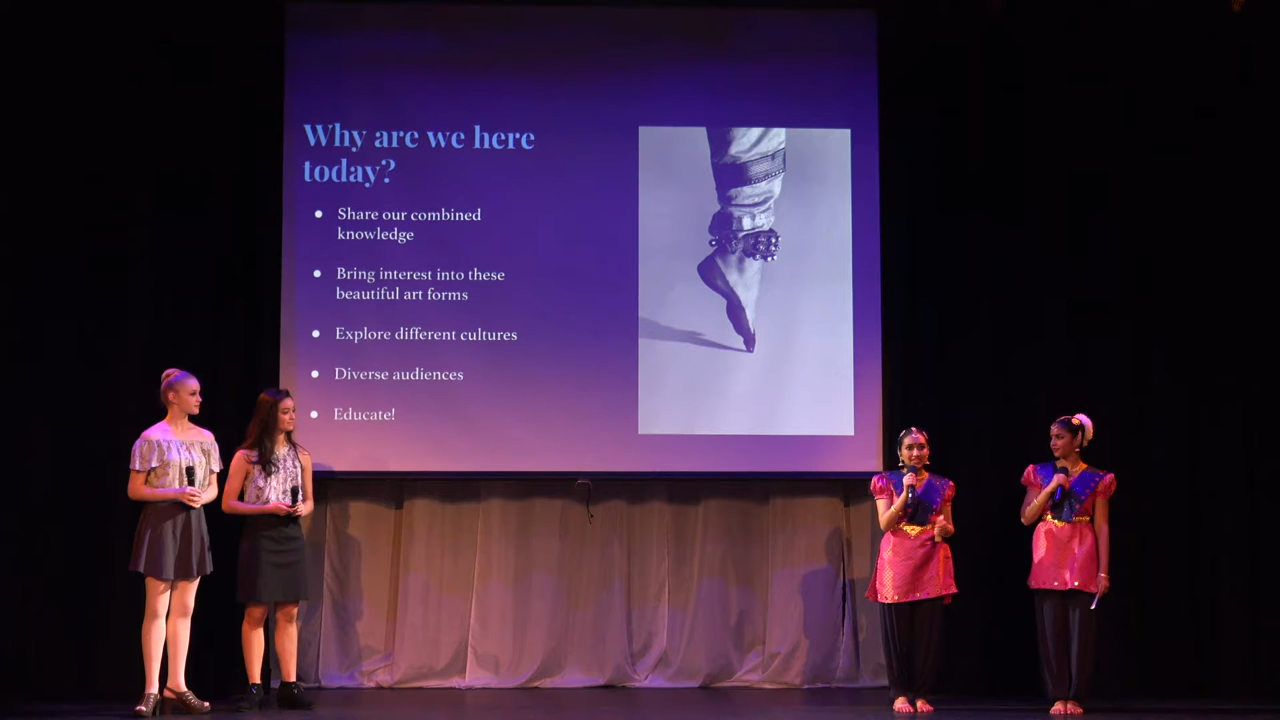 Why are we here
today?
● Share our combined
knowledge
● Bring interest into these
beautiful art forms
● Explore different cultures
● Diverse audiences
● Educate!